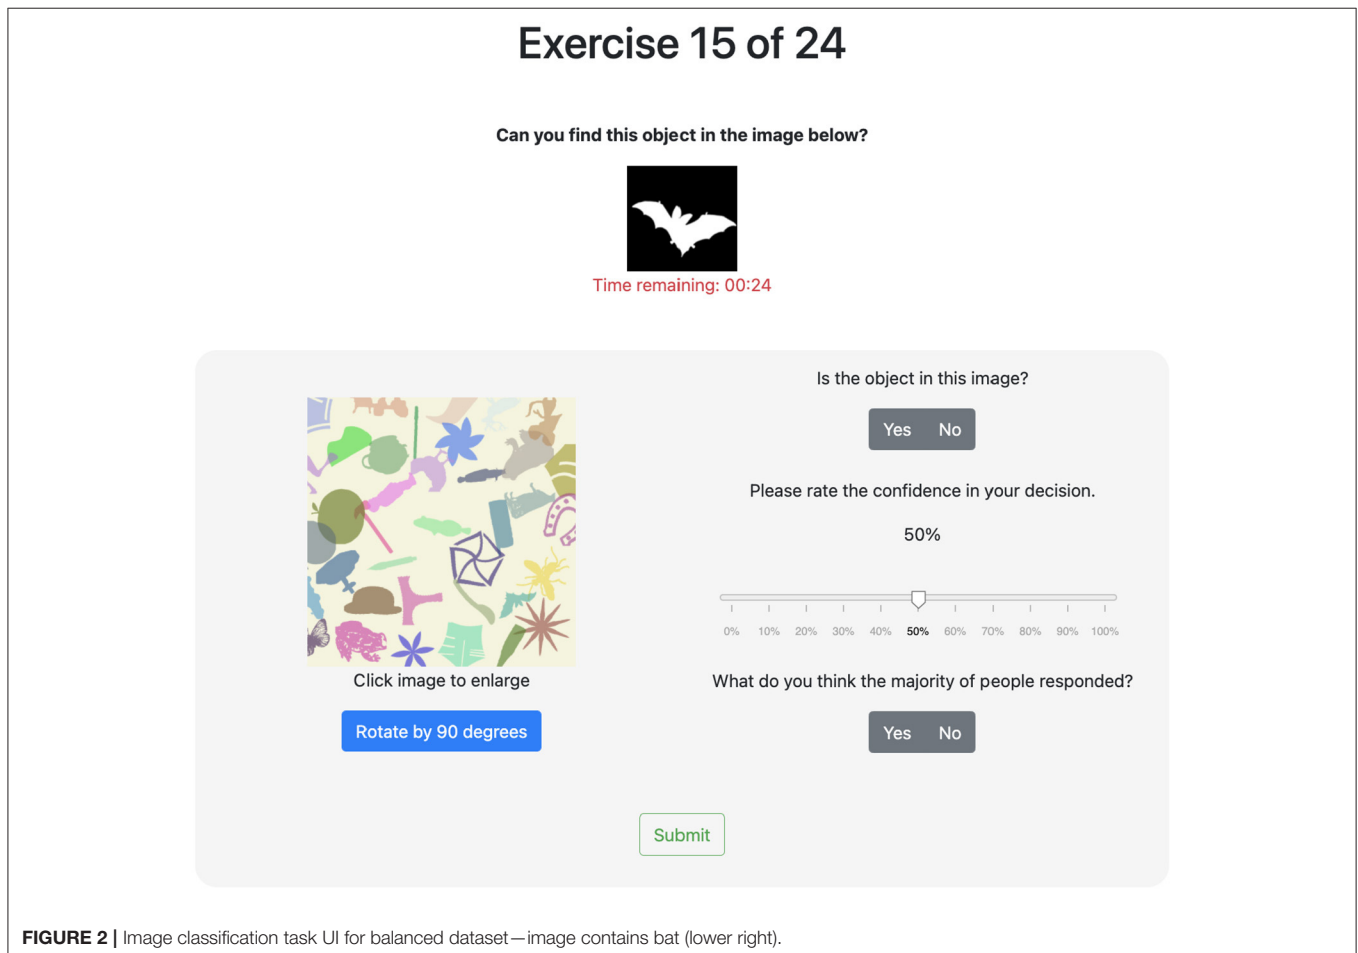 Exercise 15 of 24
Can you find this object in the image below?
Time remaining: 00:24
Is the object in this image?
Yes No
Please rate the confidence in your decision.
50%
0% 10% 20% 30% 40% 50% 60% 70% 80% 90% 100%
Click image to enlarge
What do you think the majority of people responded?
Rotate by 90 degrees
Yes No
Submit
FIGURE 2 | Image classification task UI for balanced dataset—image contains bat (lower right).